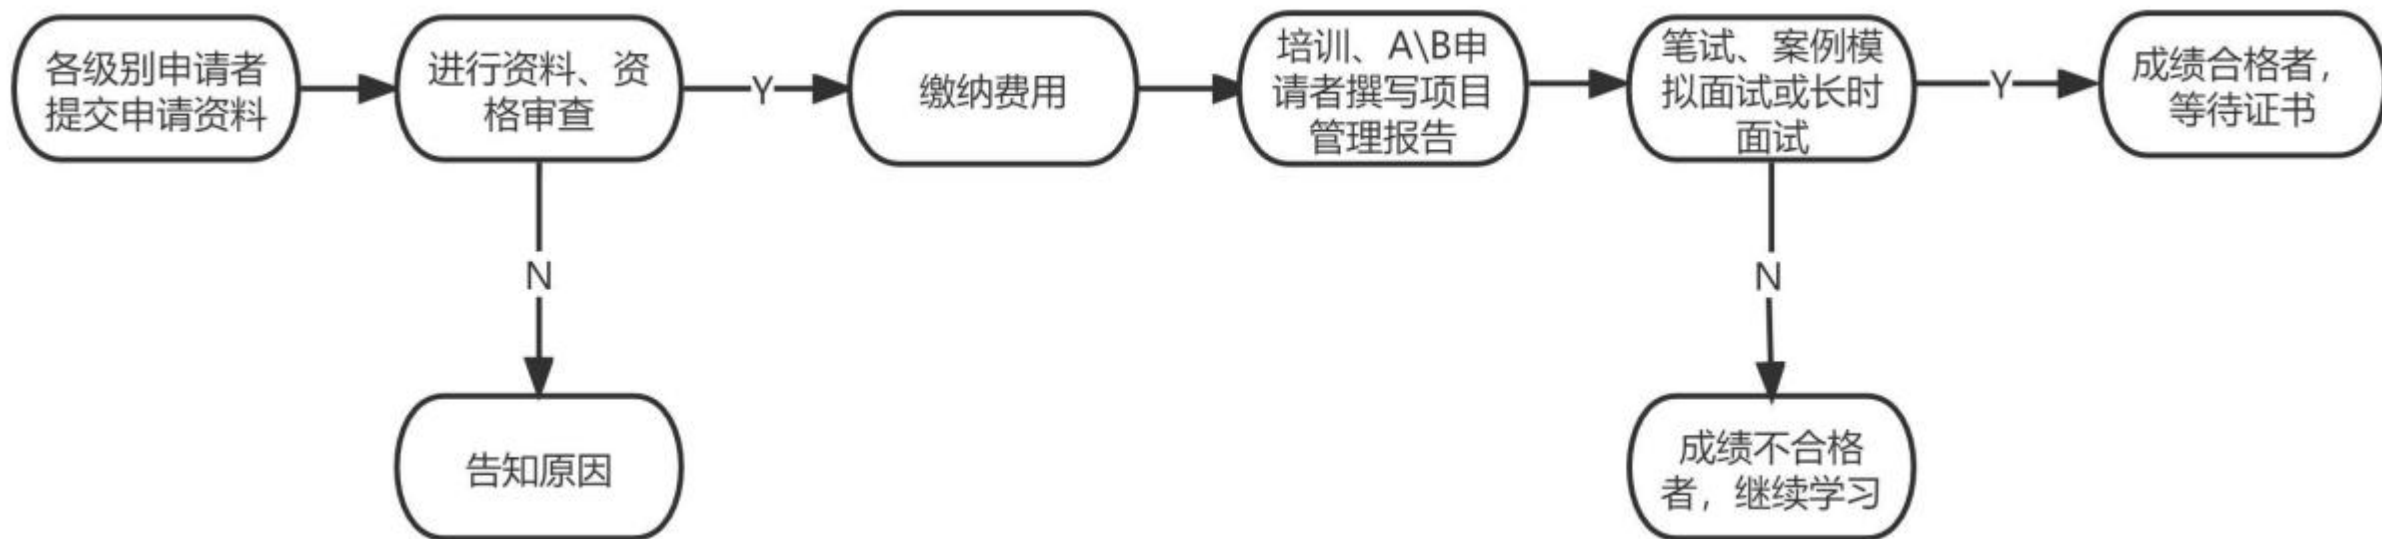 各级别申请者
提交申请资料
进行资料、资
格审查
Y
缴纳费用
培训、A\B申
请者撰写项目
管理报告
笔试、案例模
拟面试或长时
面试
Y
成绩合格者，
等待证书
N
N
告知原因
成绩不合格
者，继续学习